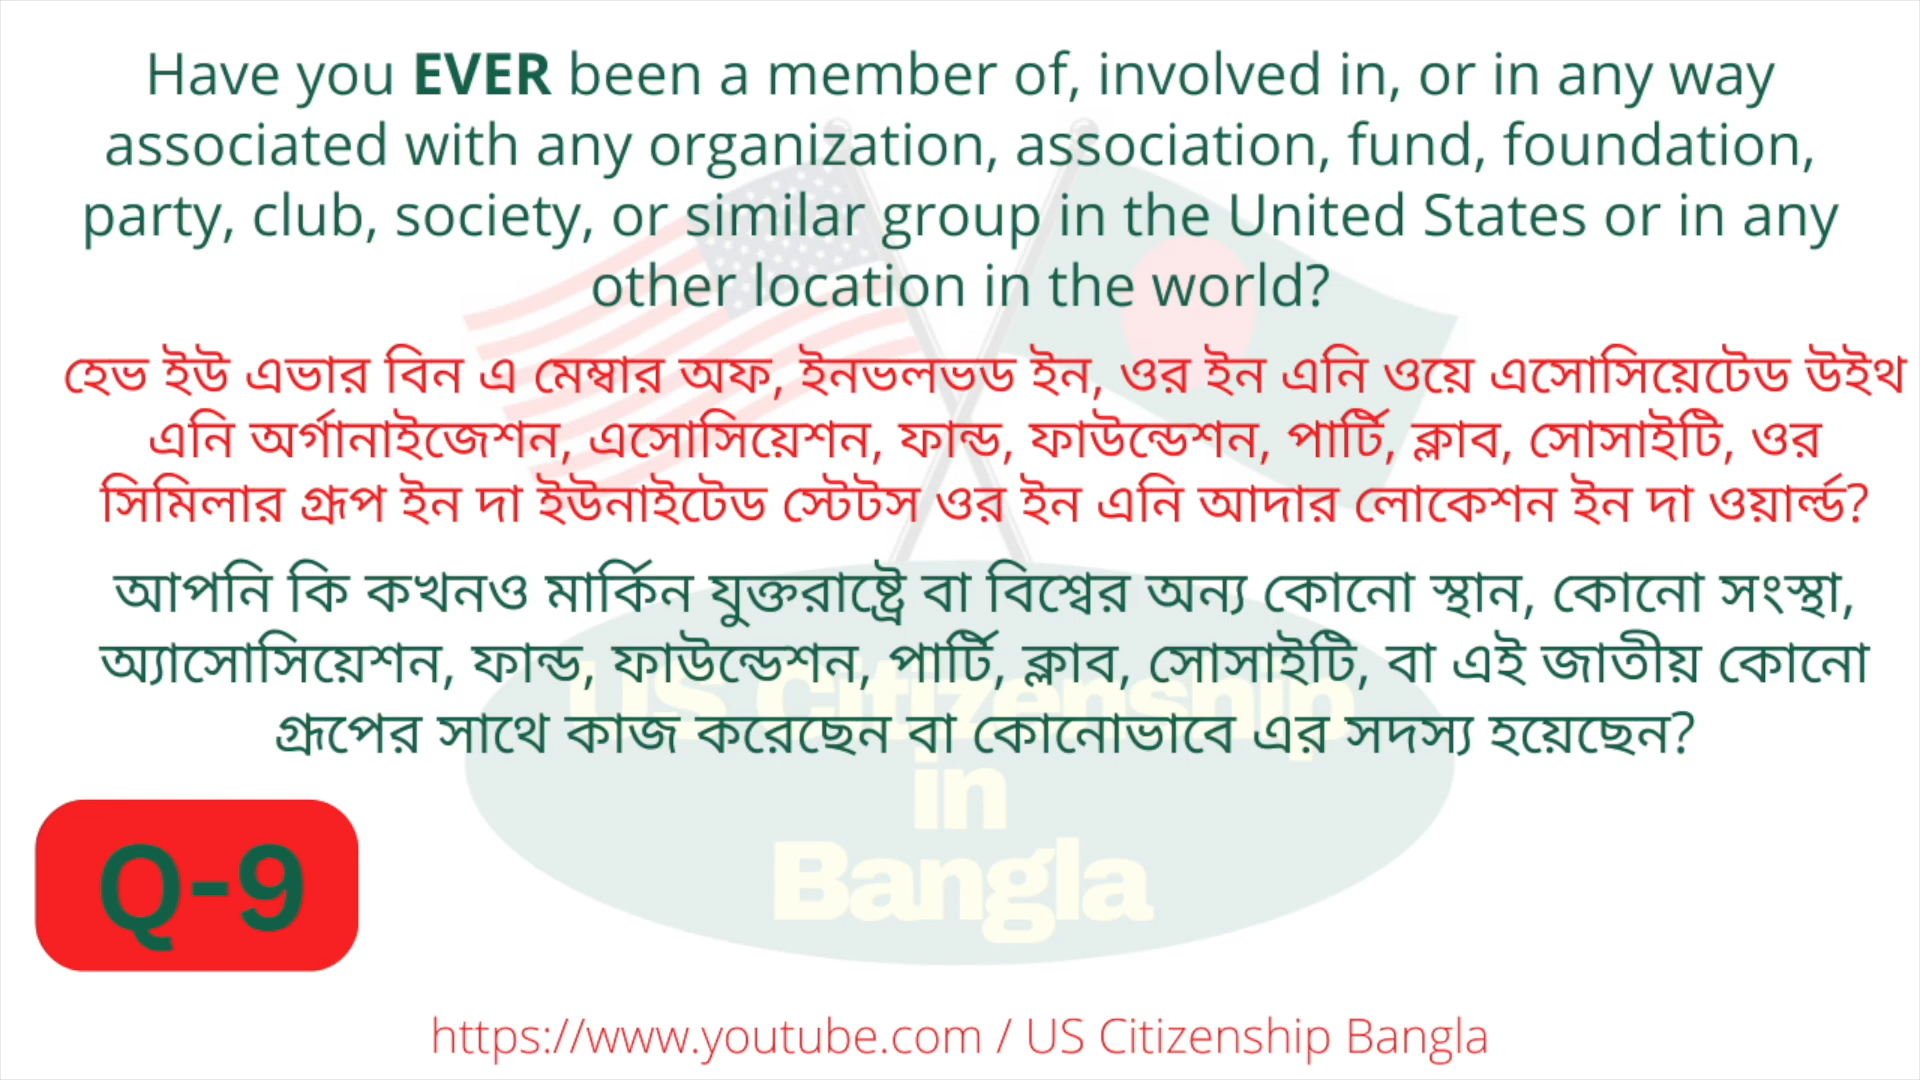 Have you EVER been a member of, involved in, or in any way
associated with any organization, association, fund, foundation,
party, club, society, or similar group in the United States or in any
other location in the world?
হেভ ইউ এভার বিন এ মেম্বার অফ, ইনভলভড ইন, ওর ইন এনি ওয়ে এসোসিয়েটেড উইথ
এনি অর্গানাইজেশন, এসোসিয়েশন, ফান্ড, ফাউন্ডেশন, পার্টি, ক্লাব, সোসাইটি, ওর
সিমিলার গ্রূপ ইন দা ইউনাইটেড স্টেটস ওর ইন এনি আদার লোকেশন ইন দা ওয়ার্ল্ড?
আপনি কি কখনও মার্কিন যুক্তরাষ্ট্রে বা বিশ্বের অন্য কোনো স্থান, কোনো সংস্থা,
অ্যাসোসিয়েশন, ফান্ড, ফাউন্ডেশন, পার্টি, ক্লাব, সোসাইটি, বা এই জাতীয় কোনো
গ্রূপের সাথে কাজ করেছেন বা কোনোভাবে এর সদস্য হয়েছেন?
US Citizenship
in
Bangla
Q-9
https://www.youtube.com / US Citizenship Bangla